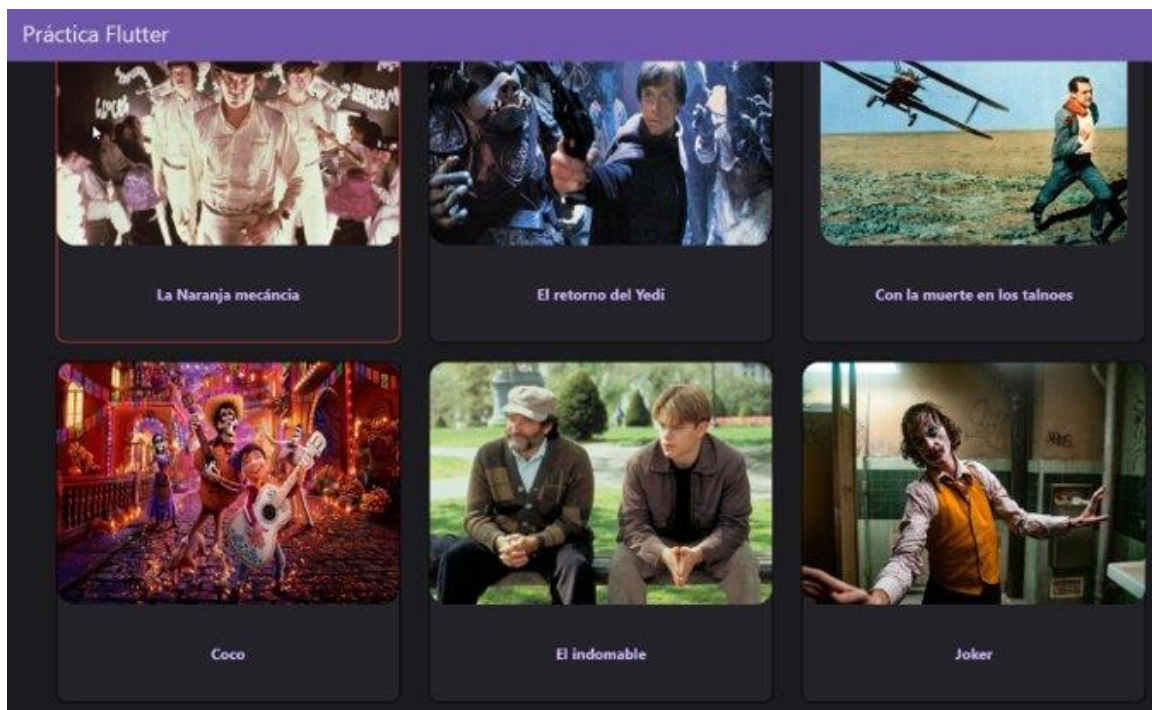 Práctica Flutter
La Naranja mecáncia
El retorno del Yedi
Con la muerte en los talnoes
Coco
El indomable
Joker